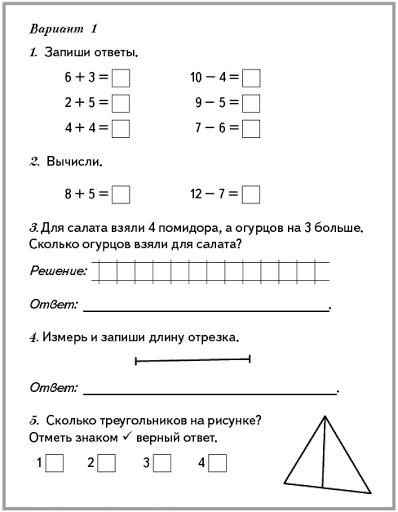 Вариант 1
1. Запиши ответы.
6 + 3 = 10 − 4 =
2 + 5 = 9 − 5 =
4 + 4 = 7 − 6 =
2. Вычисли.
8 + 5 = 12 − 7 =
3. Для салата взяли 4 помидора, а огурцов на 3 больше.
Сколько огурцов взяли для салата?
Решение:
Ответ: .
4. Измерь и запиши длину отрезка.
Ответ: .
5. Сколько треугольников на рисунке?
Отметь знаком ✓ верный ответ.
1 2 3 4